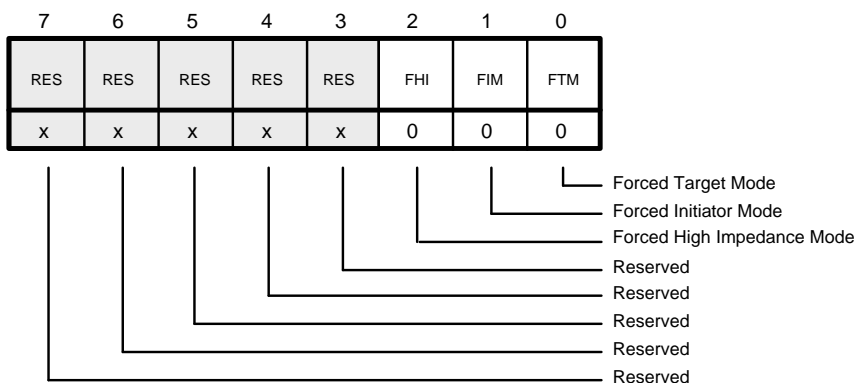 7 6 5 4 3 2 1 0
RES RES RES RES RES FHI FIM FTM
x x x x x 0 0 0
Forced Target Mode
Forced Initiator Mode
Forced High Impedance Mode
Reserved
Reserved
Reserved
Reserved
Reserved